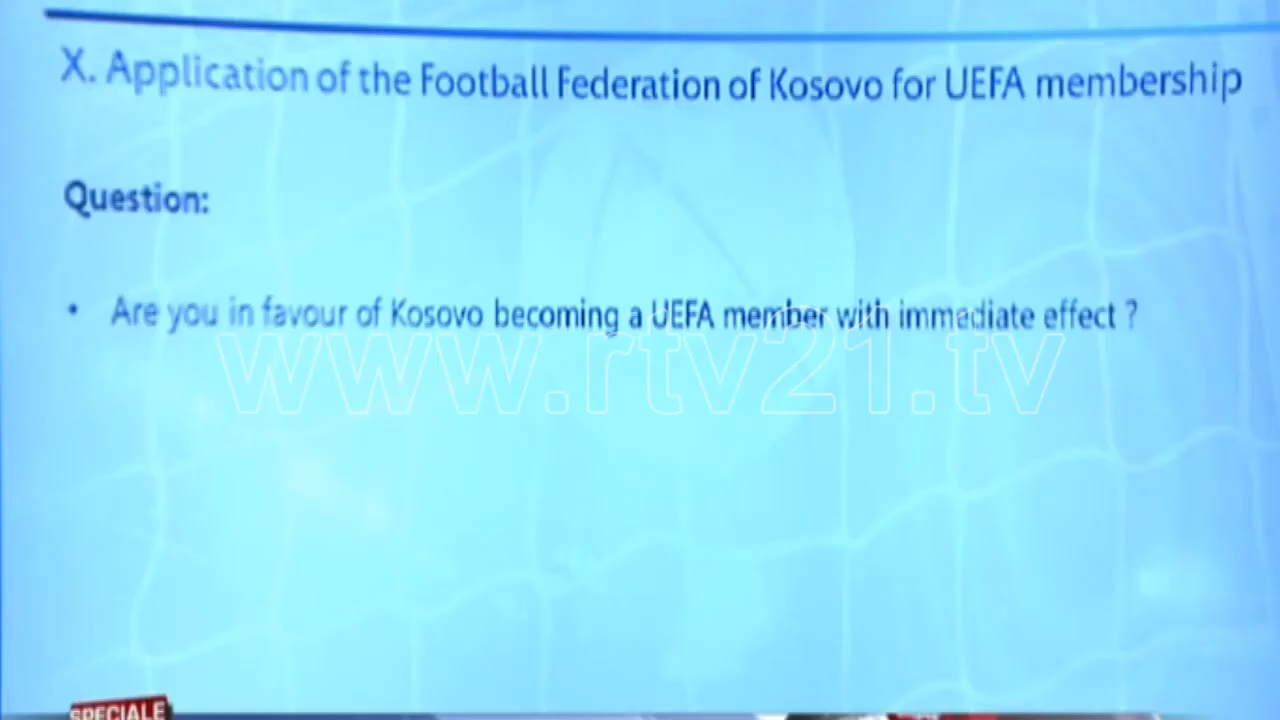 X. Application of the Football Federation of Kosovo for UEFA membership
Question:
• Are you in favour of Kosovo becoming a UEFA member with immediate effect ?
www.rtv21.tv
SPECIALE